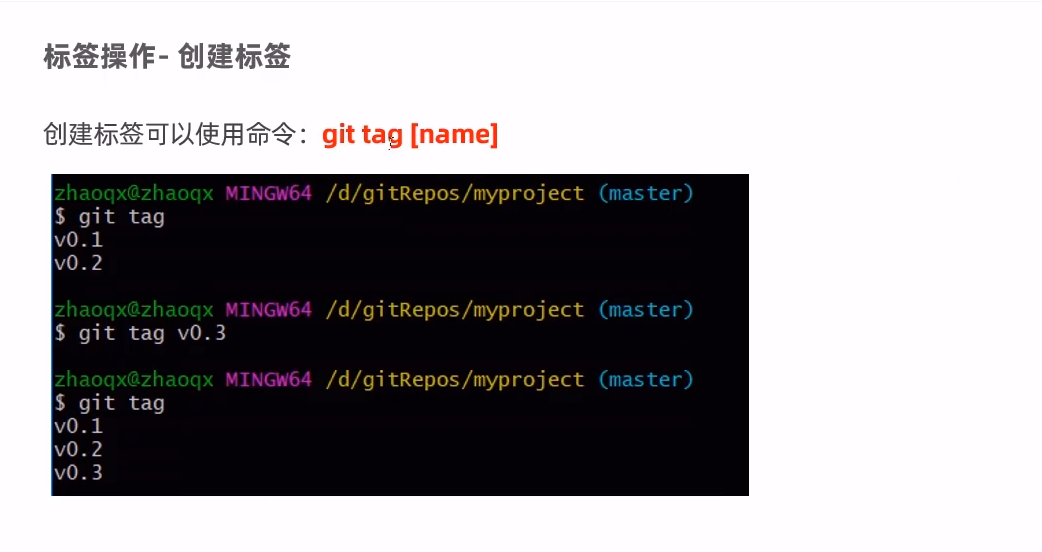 标签操作- 创建标签
创建标签可以使用命令：git tag [name]
zhaoqx@zhaoqx MINGW64 /d/gitRepos/myproject (master)
$ git tag
v0.1
v0.2
zhaoqx@zhaoqx MINGW64 /d/gitRepos/myproject (master)
$ git tag v0.3
zhaoqx@zhaoqx MINGW64 /d/gitRepos/myproject (master)
$ git tag
v0.1
v0.2
v0.3